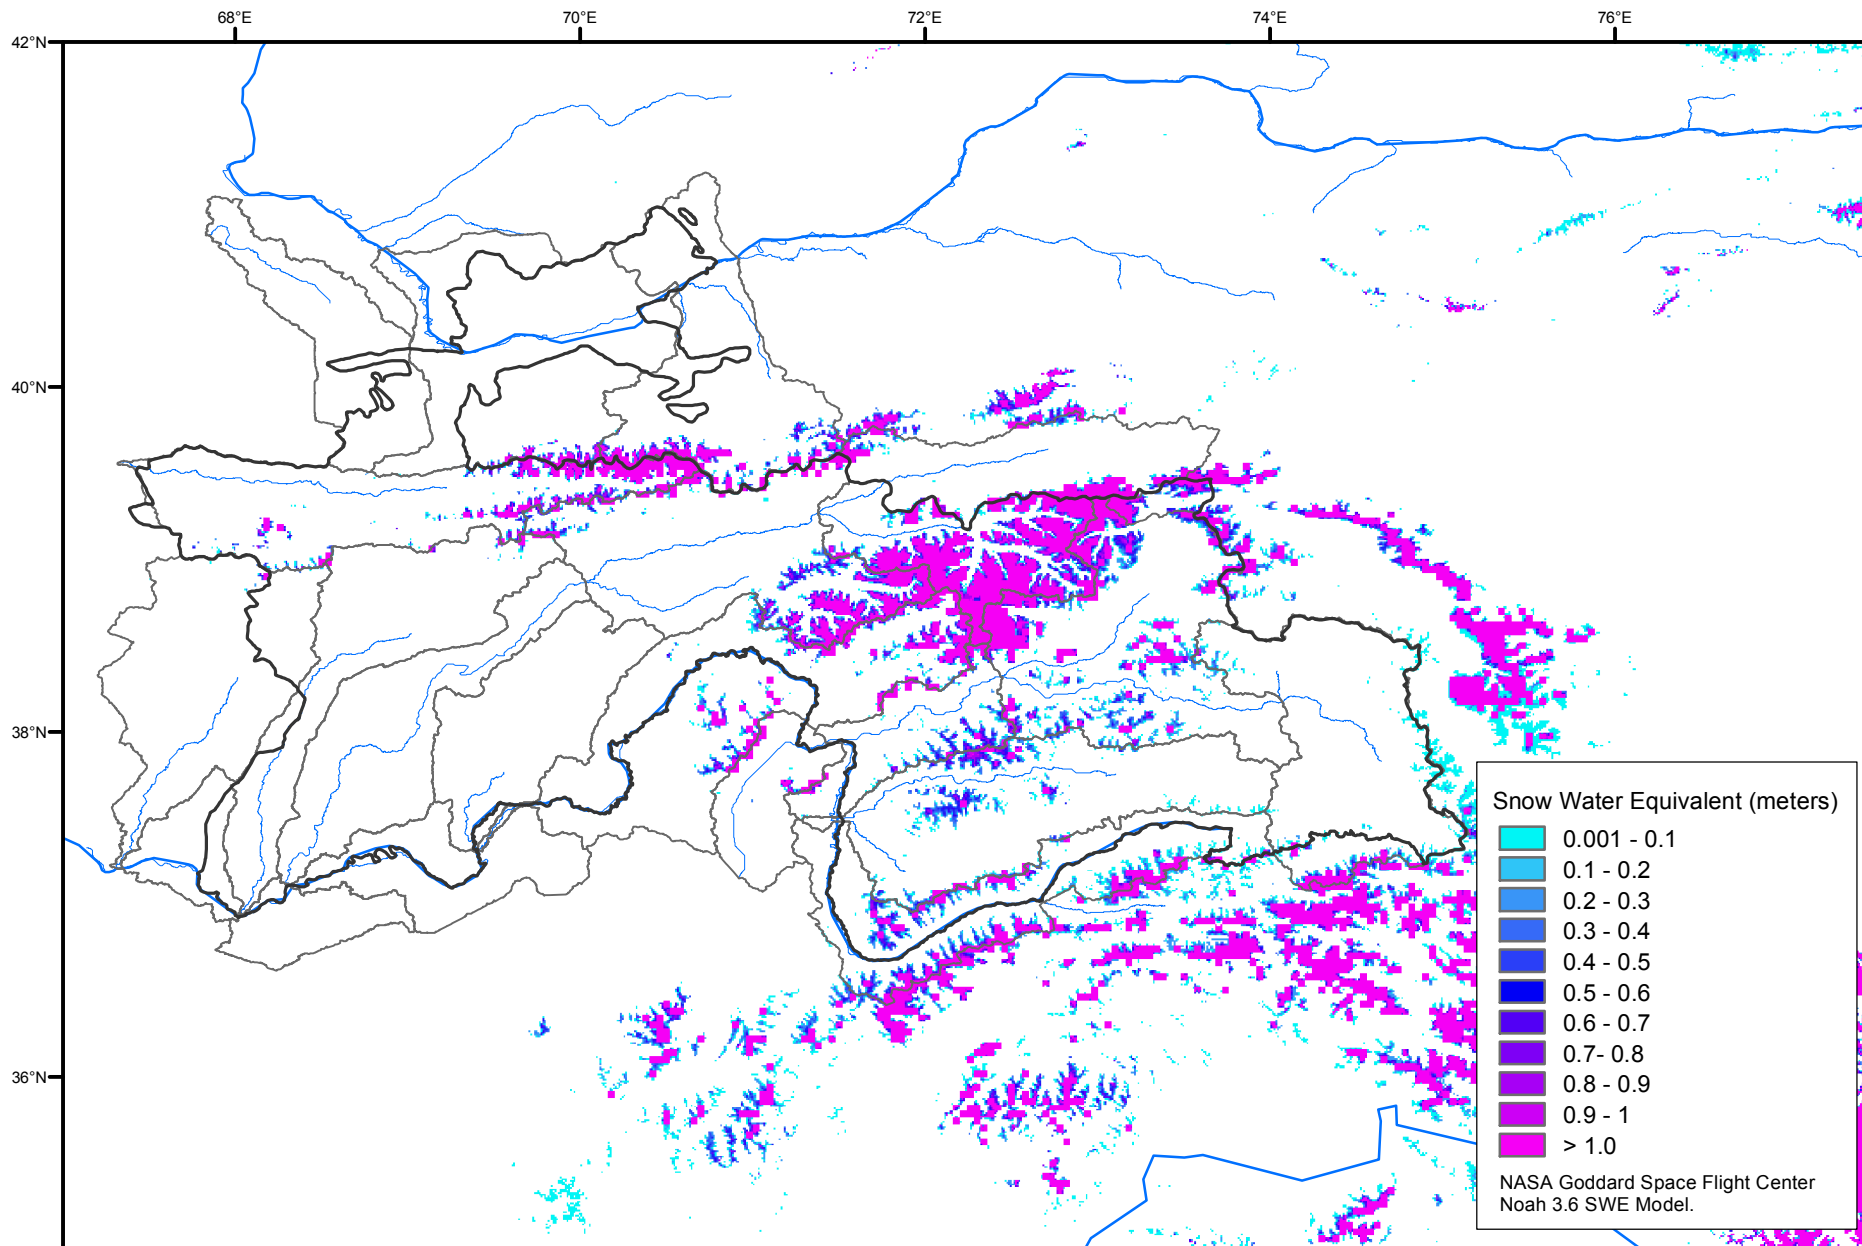 68°E 70°E 72°E 74°E 76°E
42°N
40°N
38°N
36°N
Snow Water Equivalent (meters)
0.001 - 0.1
0.1 - 0.2
0.2 - 0.3
0.3 - 0.4
0.4 - 0.5
0.5 - 0.6
0.6 - 0.7
0.7- 0.8
0.8 - 0.9
0.9 - 1
> 1.0
NASA Goddard Space Flight Center
Noah 3.6 SWE Model.